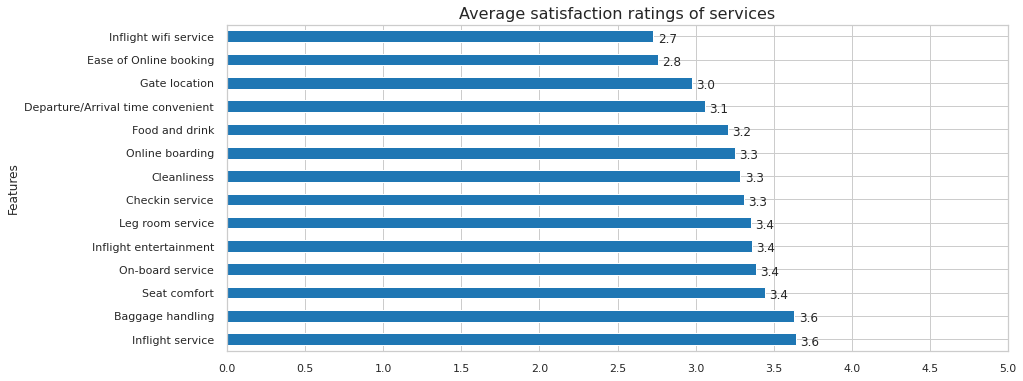 Average satisfaction ratings of services
Features
Inflight wifi service 2.7
Ease of Online booking 2.8
Gate location 3.0
Departure/Arrival time convenient 3.1
Food and drink 3.2
Online boarding 3.3
Cleanliness 3.3
Checkin service 3.3
Leg room service 3.4
Inflight entertainment 3.4
On-board service 3.4
Seat comfort 3.4
Baggage handling 3.6
Inflight service 3.6
0.0 0.5 1.0 1.5 2.0 2.5 3.0 3.5 4.0 4.5 5.0